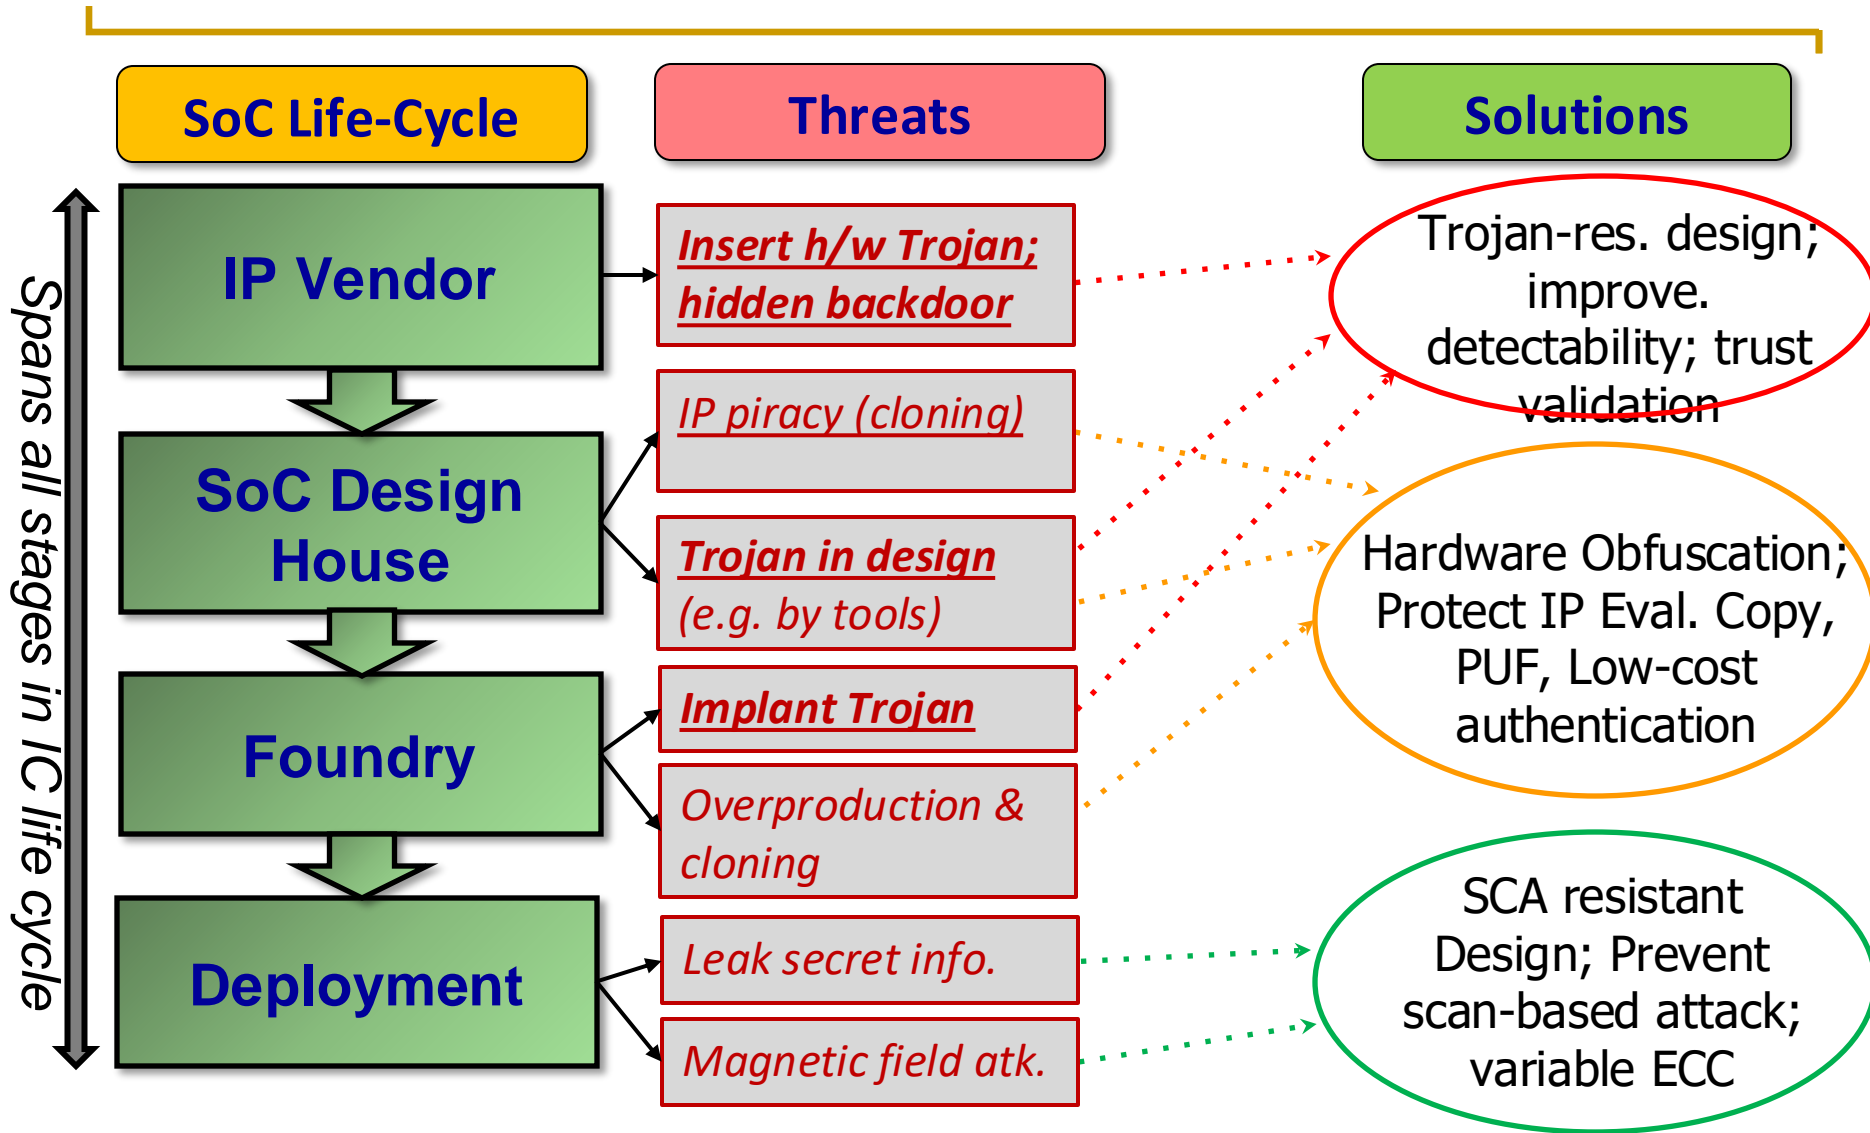 SoC Life-Cycle
Threats
Solutions
Spans all stages in IC life cycle
IP Vendor
Insert h/w Trojan;
hidden backdoor
Trojan-res. design;
improve.
detectability; trust
validation
SoC Design
House
IP piracy (cloning)
Trojan in design
(e.g. by tools)
Hardware Obfuscation;
Protect IP Eval. Copy,
PUF, Low-cost
authentication
Foundry
Implant Trojan
Overproduction &
cloning
Deployment
Leak secret info.
Magnetic field atk.
SCA resistant
Design; Prevent
scan-based attack;
variable ECC